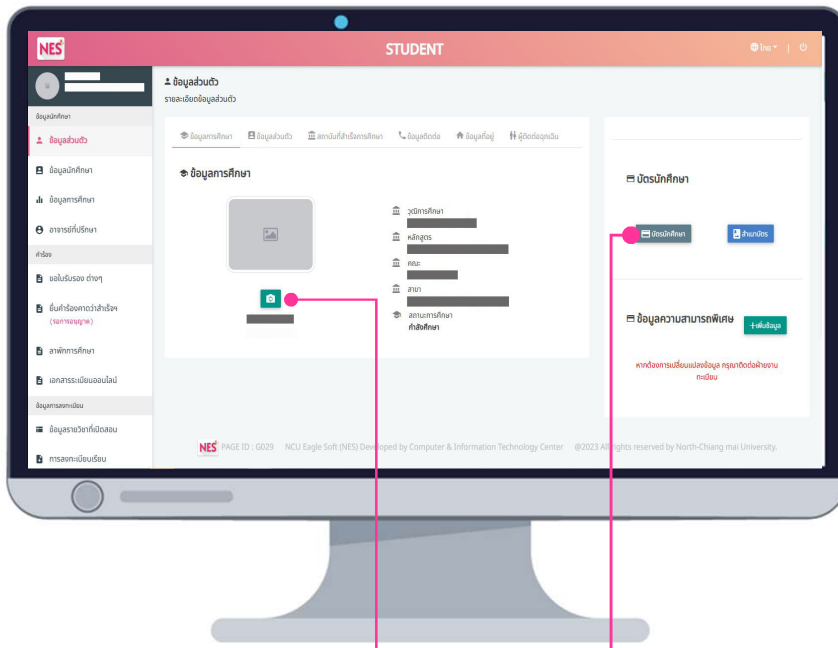 NES
STUDENT
ไทย
|
ข้อมูลส่วนตัว
รายละเอียดข้อมูลส่วนตัว
ข้อมูลนักศึกษา
ข้อมูลส่วนตัว
ข้อมูลนักศึกษา
ข้อมูลการศึกษา
อาจารย์ที่ปรึกษา
คำร้อง
ขอใบรับรอง ต่างๆ
ยื่นคำร้องคาดว่าสำเร็จฯ
(รอการอนุญาต)
ลาพักการศึกษา
เอกสารระเบียนออนไลน์
ข้อมูลการลงทะเบียน
ข้อมูลรายวิชาที่เปิดสอน
การลงทะเบียนเรียน
ข้อมูลการศึกษา ข้อมูลส่วนตัว สถาบันที่สำเร็จการศึกษา ข้อมูลติดต่อ ข้อมูลที่อยู่ ผู้ติดต่อฉุกเฉิน
ข้อมูลการศึกษา
วุฒิการศึกษา
หลักสูตร
คณะ
สาขา
สถานะการศึกษา
กำลังศึกษา
บัตรนักศึกษา
บัตรนักศึกษา
สำเนาบัตร
ข้อมูลความสามารถพิเศษ
+เพิ่มข้อมูล
หากต้องการเปลี่ยนแปลงข้อมูล กรุณาติดต่อฝ่ายงาน
ทะเบียน
NES PAGE ID : G029 NCU Eagle Soft (NES) Developed by Computer & Information Technology Center @2023 All rights reserved by North-Chiang mai University.